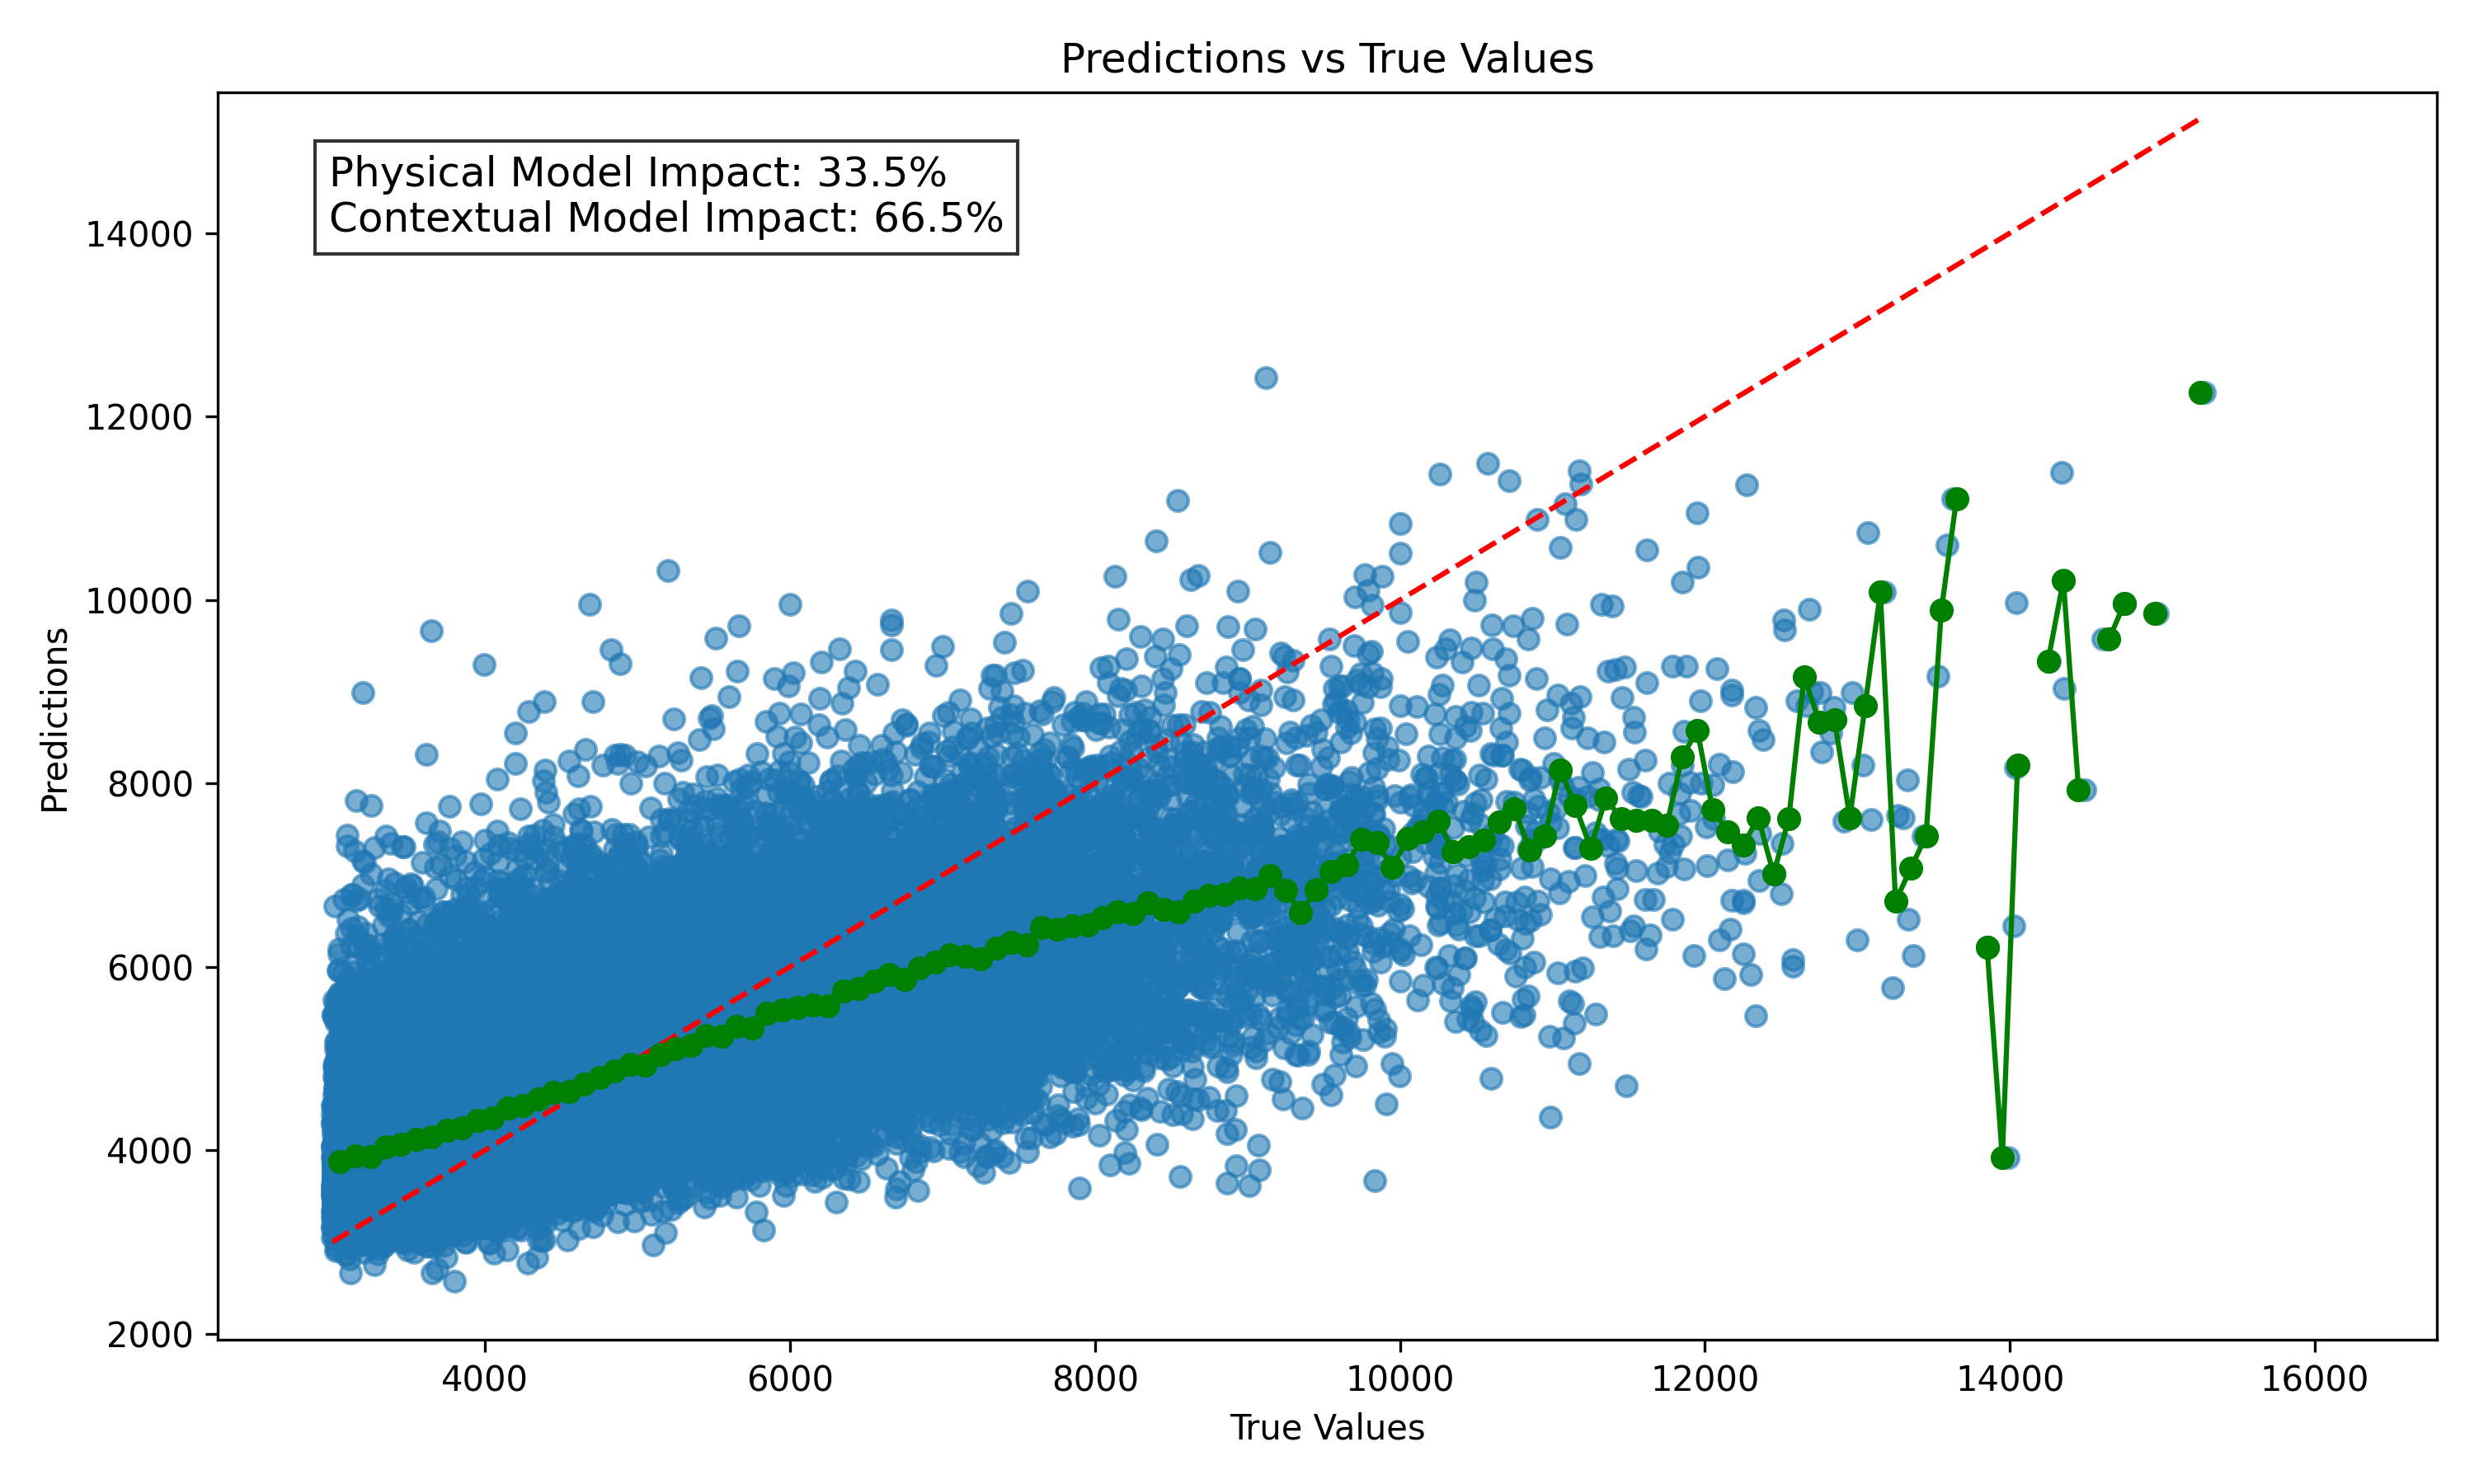 Predictions vs True Values
Physical Model Impact: 33.5%
Contextual Model Impact: 66.5%
Predictions
14000
12000
10000
8000
6000
4000
2000
4000
6000
8000
10000
12000
14000
16000
True Values